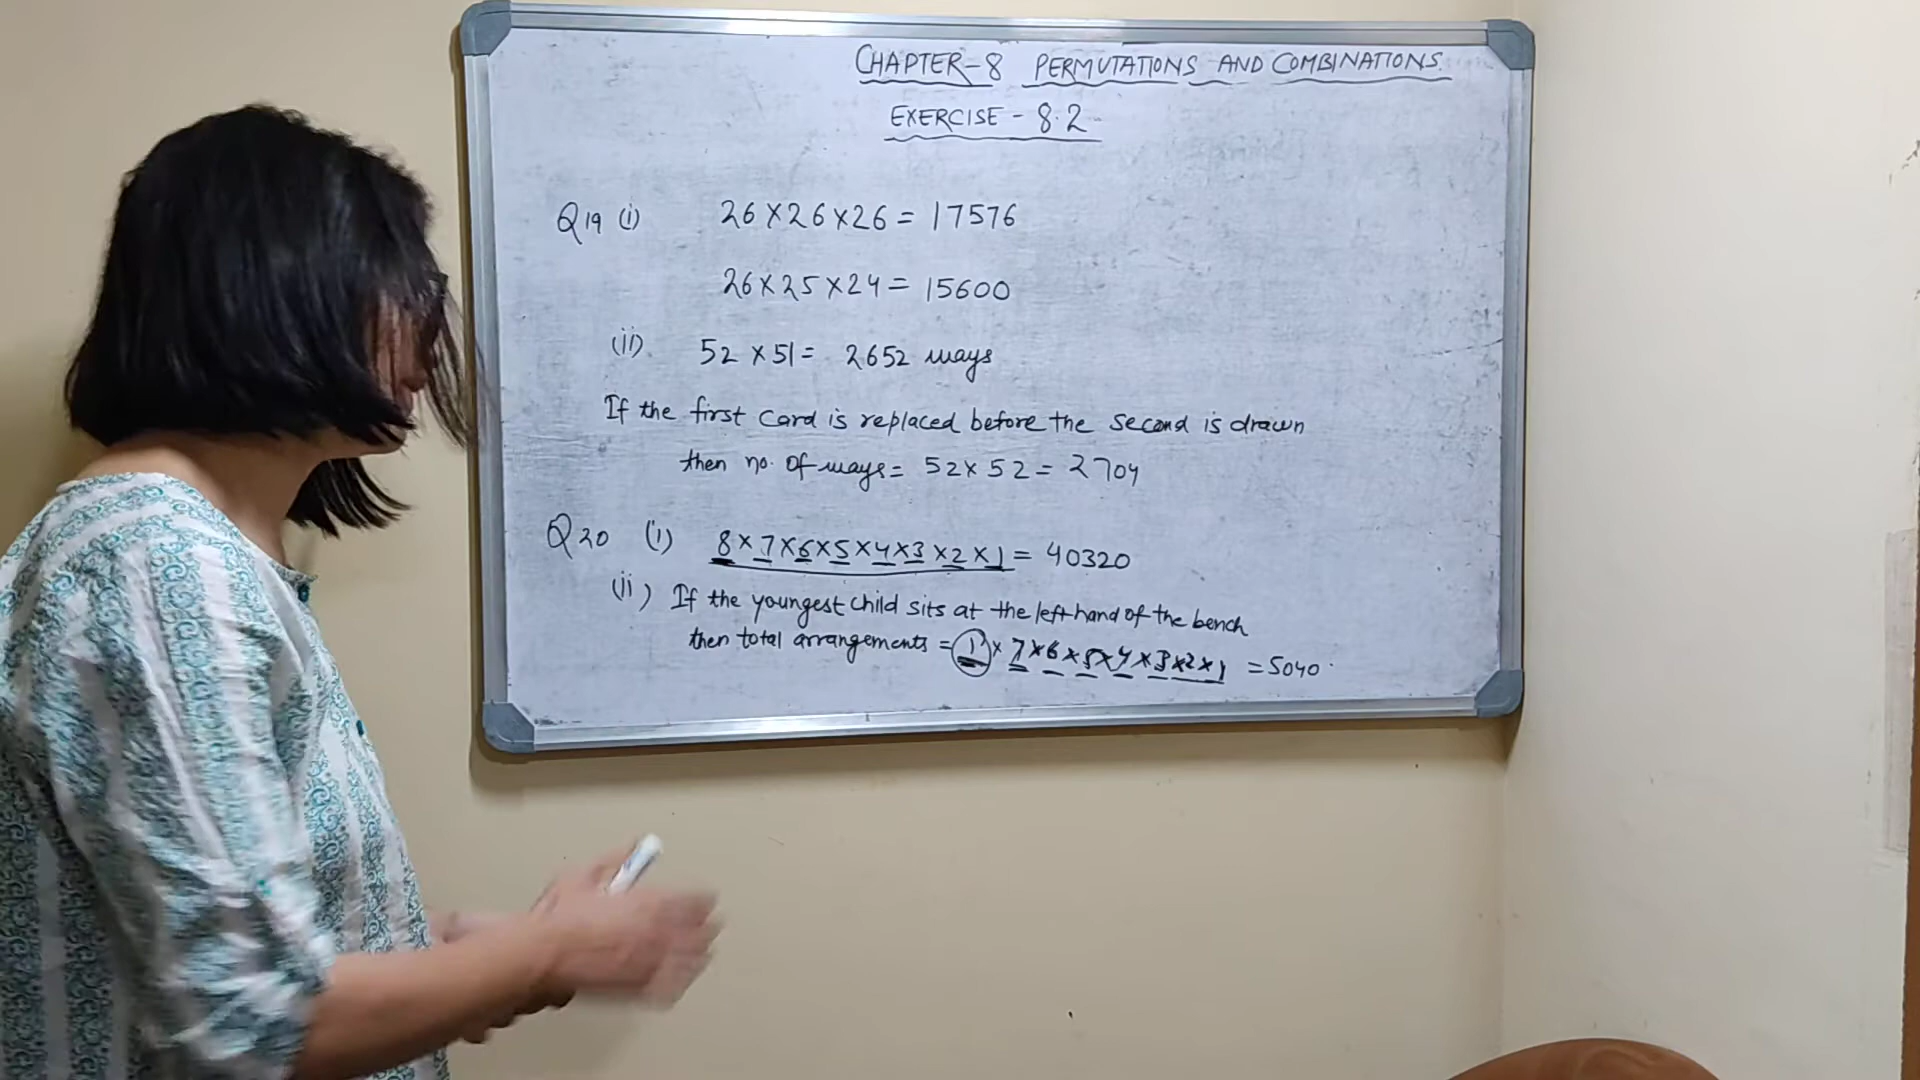 CHAPTER-8 PERMUTATIONS AND COMBINATIONS.
EXERCISE - 8.2
Q19 (i) 26×26×26 = 17576
26×25×24 = 15600
(ii) 52 ×51 = 2652 ways
If the first card is replaced before the second is drawn
then no. of ways = 52×52 = 2704
Q20 (i) 8×7×6×5×4×3×2×1 = 40320
(ii) If the youngest child sits at the left hand of the bench
then total arrangements = 1×7×6×5×4×3×2×1 = 5040.